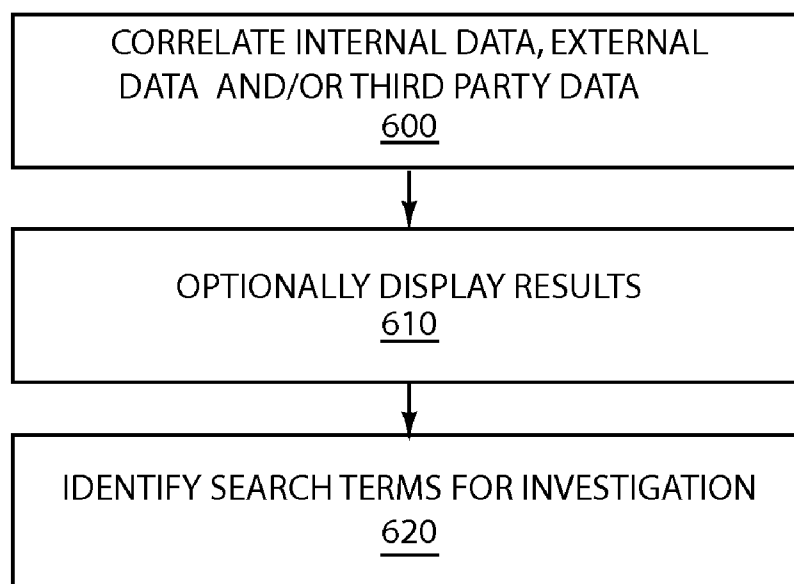 CORRELATE INTERNAL DATA, EXTERNAL
DATA AND/OR THIRD PARTY DATA
600
OPTIONALLY DISPLAY RESULTS
610
IDENTIFY SEARCH TERMS FOR INVESTIGATION
620